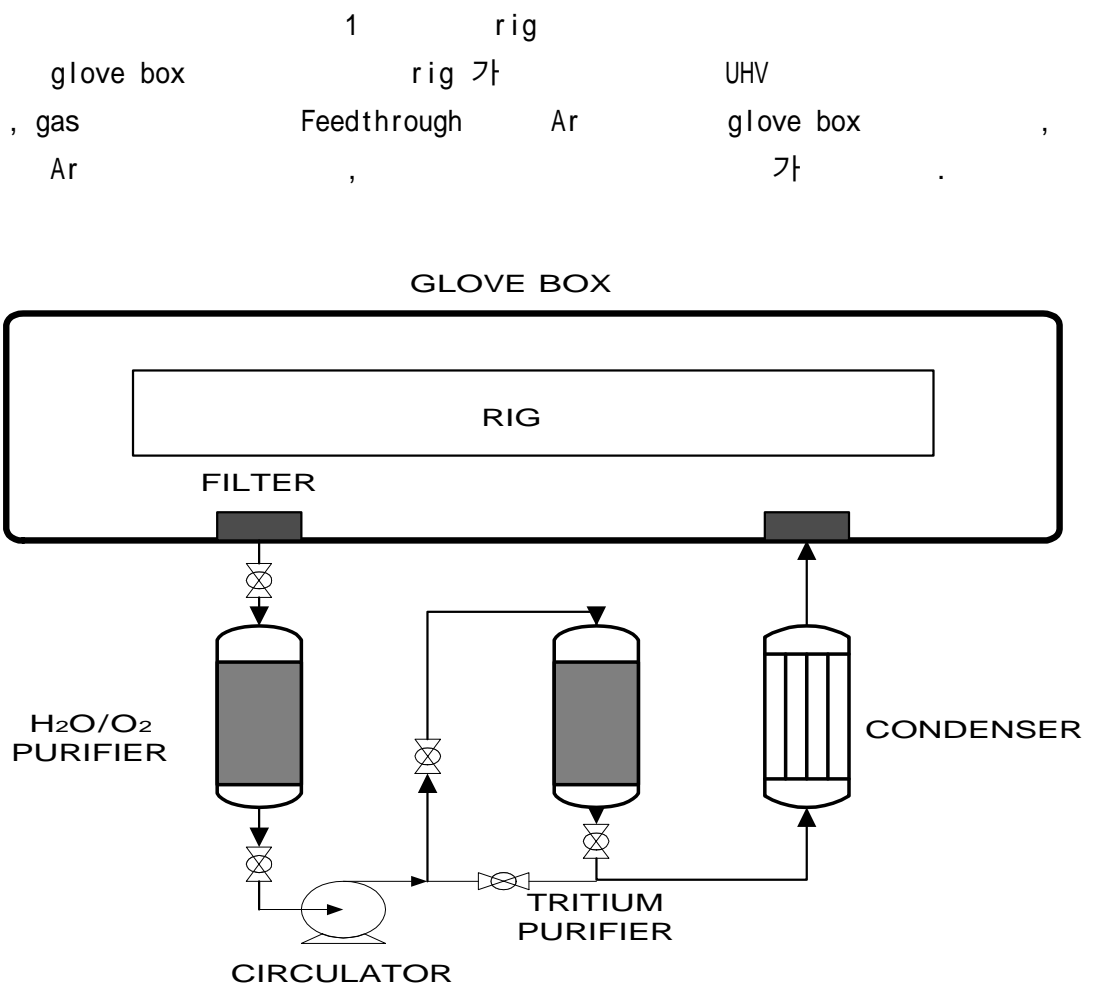 1 rig
glove box rig 가 UHV
, gas Feedthrough Ar glove box ,
Ar , 가 .
GLOVE BOX
RIG
FILTER
H₂O/O₂
PURIFIER
CONDENSER
TRITIUM
PURIFIER
CIRCULATOR